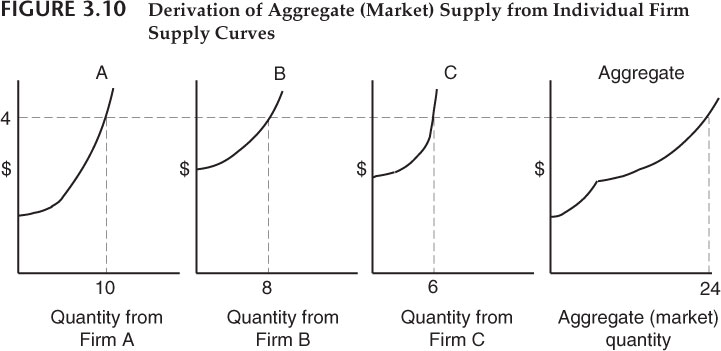 FIGURE 3.10 Derivation of Aggregate (Market) Supply from Individual Firm
Supply Curves
A
B
C
Aggregate
4
$
$
$
$
10
8
6
24
Quantity from
Firm A
Quantity from
Firm B
Quantity from
Firm C
Aggregate (market)
quantity